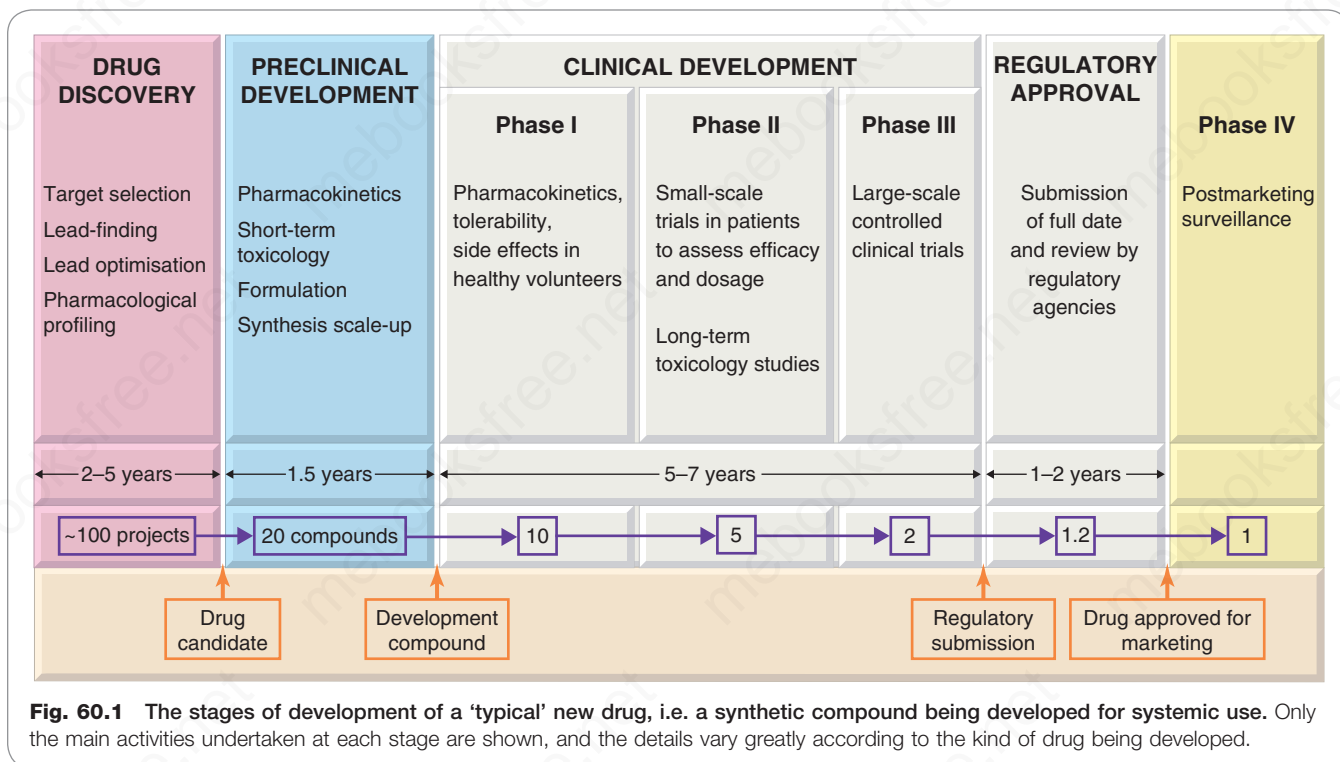 DRUG
DISCOVERY
Target selection
Lead-finding
Lead optimisation
Pharmacological
profiling
PRECLINICAL
DEVELOPMENT
Pharmacokinetics
Short-term
toxicology
Formulation
Synthesis scale-up
CLINICAL DEVELOPMENT
Phase I
Pharmacokinetics,
tolerability,
side effects in
healthy volunteers
Phase II
Small-scale
trials in patients
to assess efficacy
and dosage
Long-term
toxicology studies
Phase III
Large-scale
controlled
clinical trials
REGULATORY
APPROVAL
Submission
of full date
and review by
regulatory
agencies
Phase IV
Postmarketing
surveillance
2–5 years
1.5 years
5–7 years
1–2 years
~100 projects
20 compounds
10
5
2
1.2
1
Drug
candidate
Development
compound
Regulatory
submission
Drug approved for
marketing
Fig. 60.1 The stages of development of a ‘typical’ new drug, i.e. a synthetic compound being developed for systemic use. Only
the main activities undertaken at each stage are shown, and the details vary greatly according to the kind of drug being developed.
mebooksfree.net